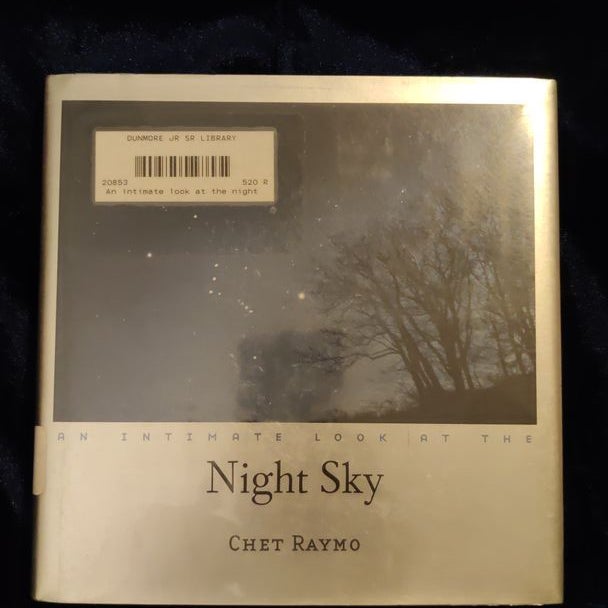 DUNMORE JR SR LIBRARY
20853 520 R
An intimate look at the night
AN INTIMATE LOOK AT THE
Night Sky
CHET RAYMO